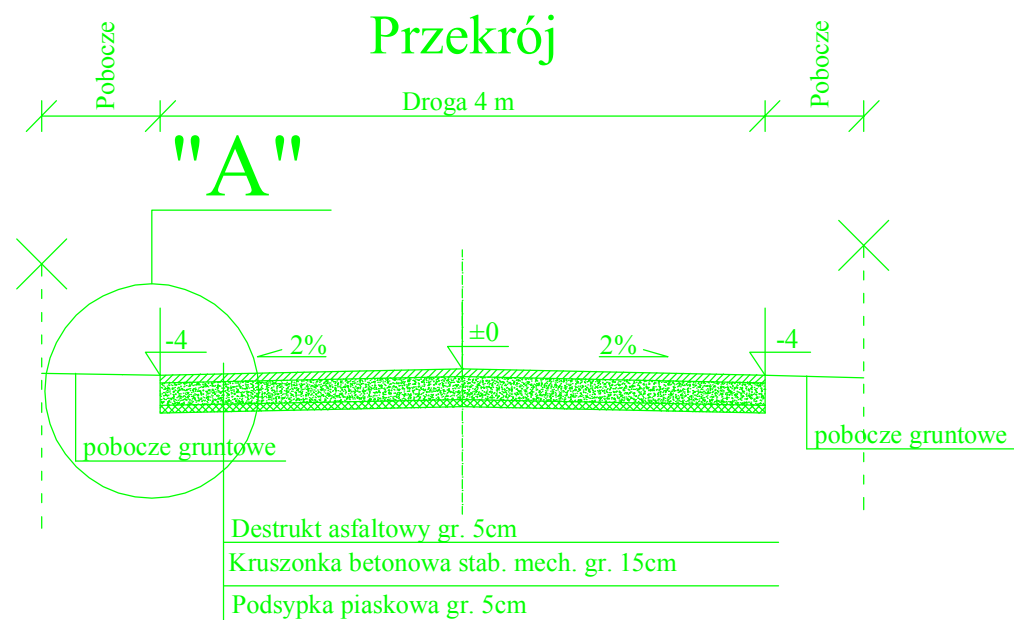 Przekrój
Pobocze
Droga 4 m
Pobocze
"A"
-4
2%
±0
2%
-4
pobocze gruntowe
pobocze gruntowe
Destrukt asfaltowy gr. 5cm
Kruszonka betonowa stab. mech. gr. 15cm
Podsypka piaskowa gr. 5cm